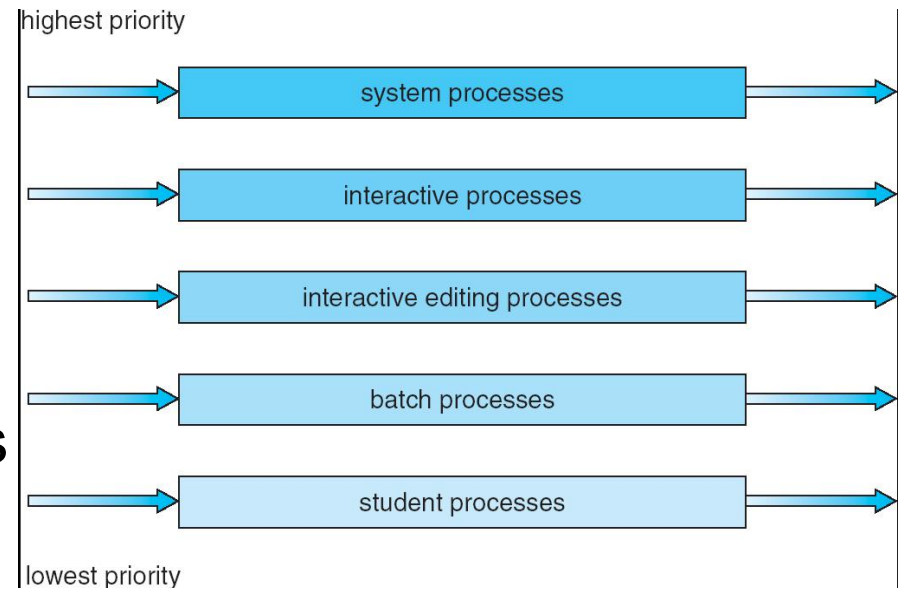 highest priority
system processes
interactive processes
interactive editing processes
batch processes
s
student processes
lowest priority